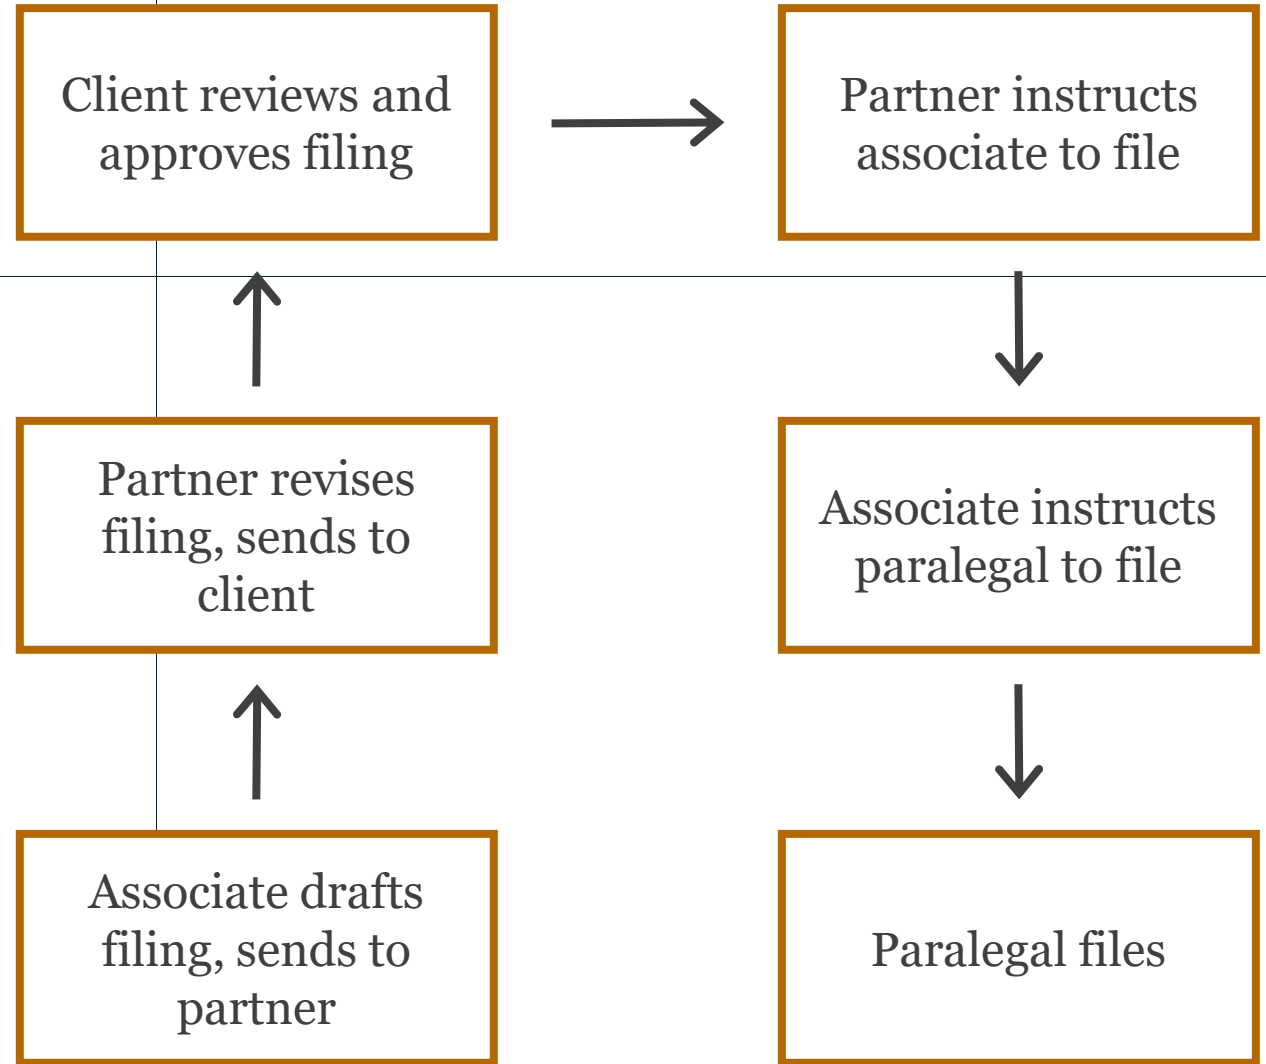 Client reviews and
approves filing
Partner instructs
associate to file
Partner revises
filing, sends to
client
Associate instructs
paralegal to file
Associate drafts
filing, sends to
partner
Paralegal files